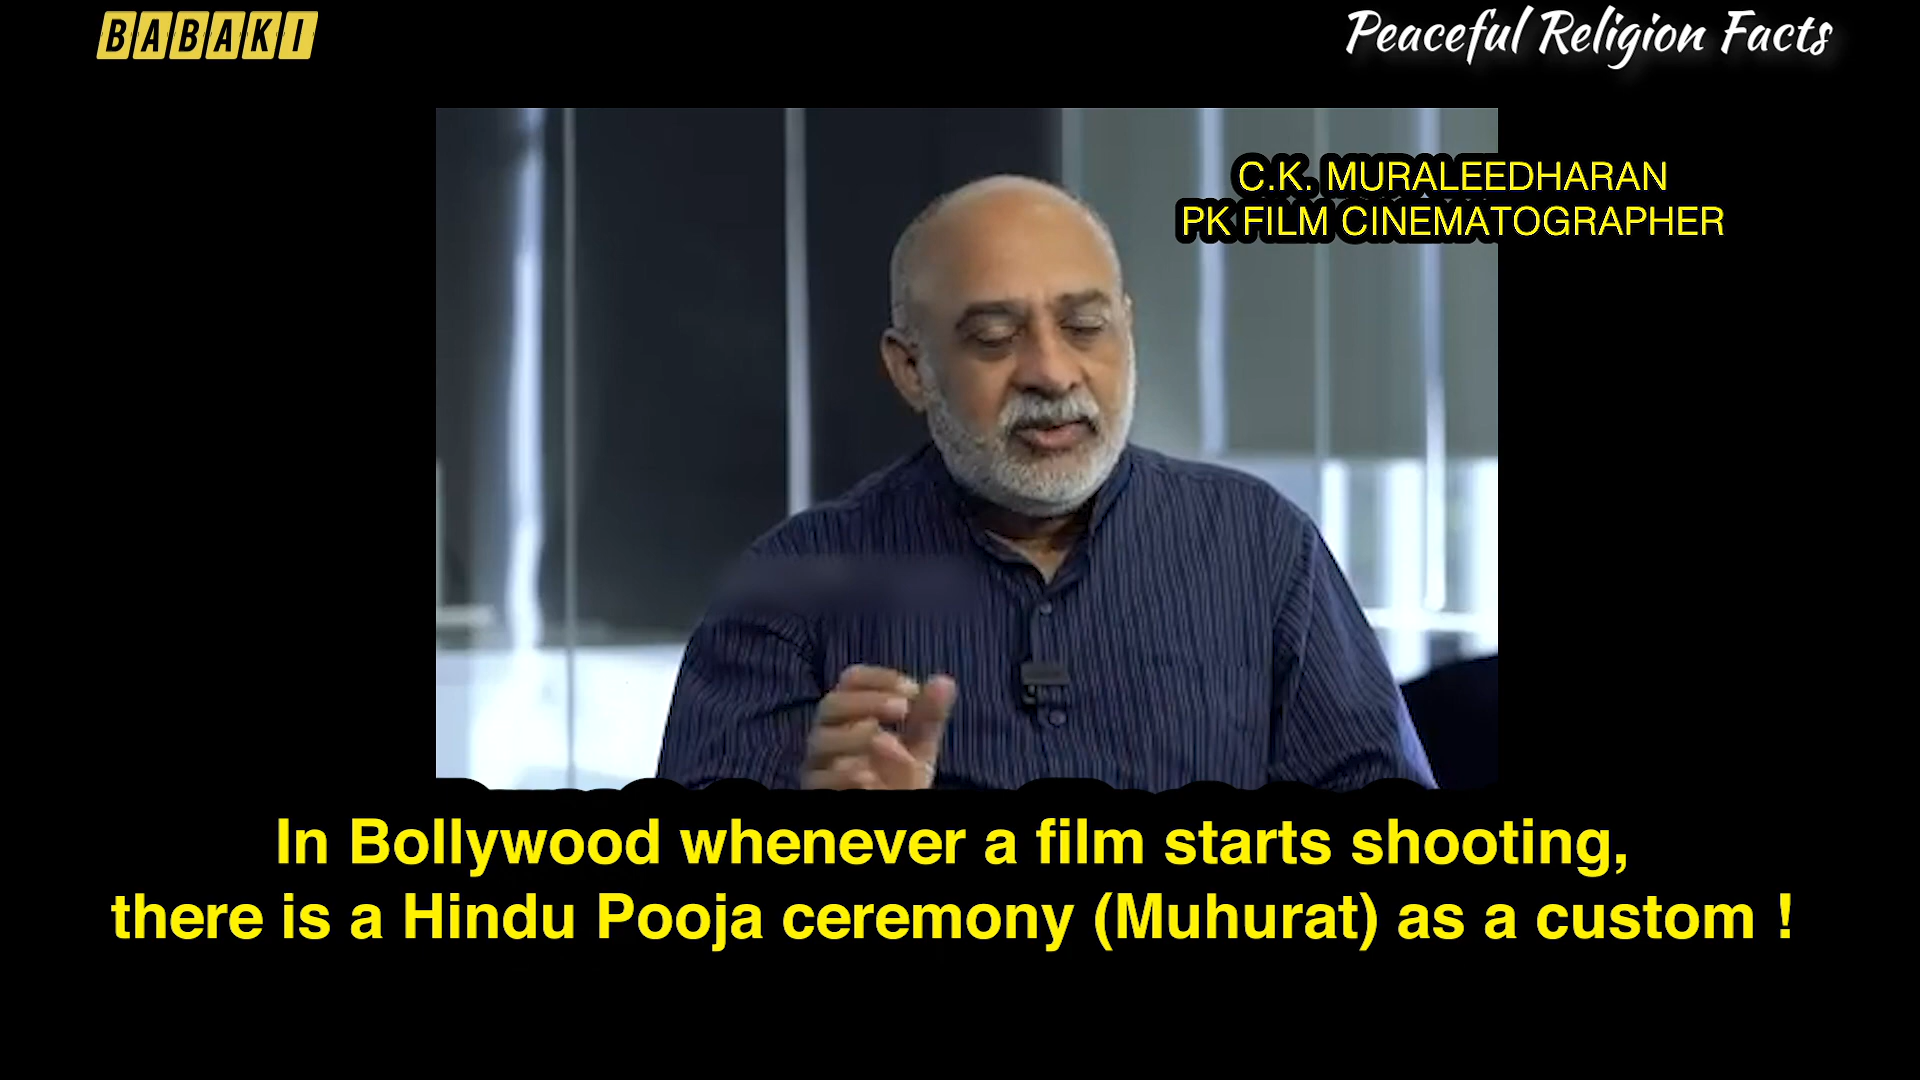 BABAKI
Peaceful Religion Facts
C.K. MURALEEDHARAN
PK FILM CINEMATOGRAPHER
In Bollywood whenever a film starts shooting,
there is a Hindu Pooja ceremony (Muhurat) as a custom !